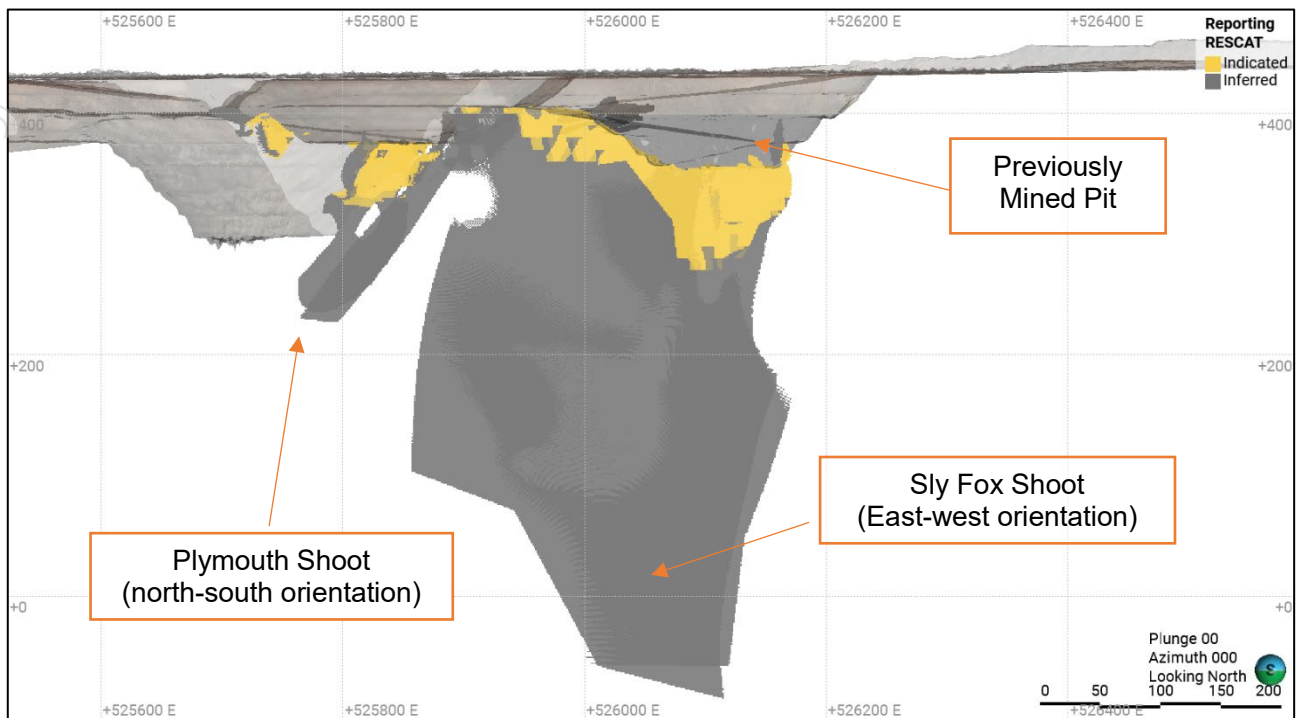 +525600 E
+525800 E
+526000 E
+526200 E
+526400 E
Reporting
RESCAT
Indicated
Inferred
+400
+400
Previously
Mined Pit
+200
+200
Sly Fox Shoot
(East-west orientation)
Plymouth Shoot
(north-south orientation)
+0
+0
Plunge 00
Azimuth 000
Looking North
S
0 50 100 150 200
+525600 E
+525800 E
+526000 E
+526200 E
+526400 E